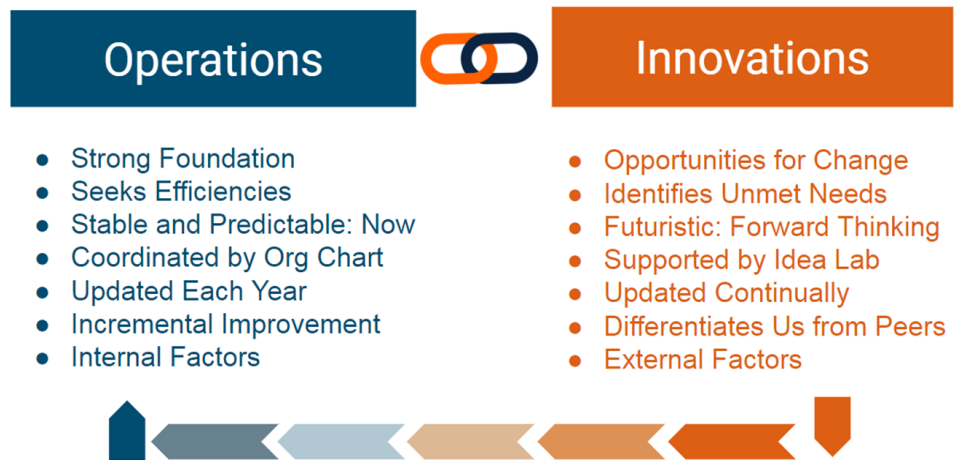 Operations
Innovations
● Strong Foundation
● Seeks Efficiencies
● Stable and Predictable: Now
● Coordinated by Org Chart
● Updated Each Year
● Incremental Improvement
● Internal Factors
● Opportunities for Change
● Identifies Unmet Needs
● Futuristic: Forward Thinking
● Supported by Idea Lab
● Updated Continually
● Differentiates Us from Peers
● External Factors